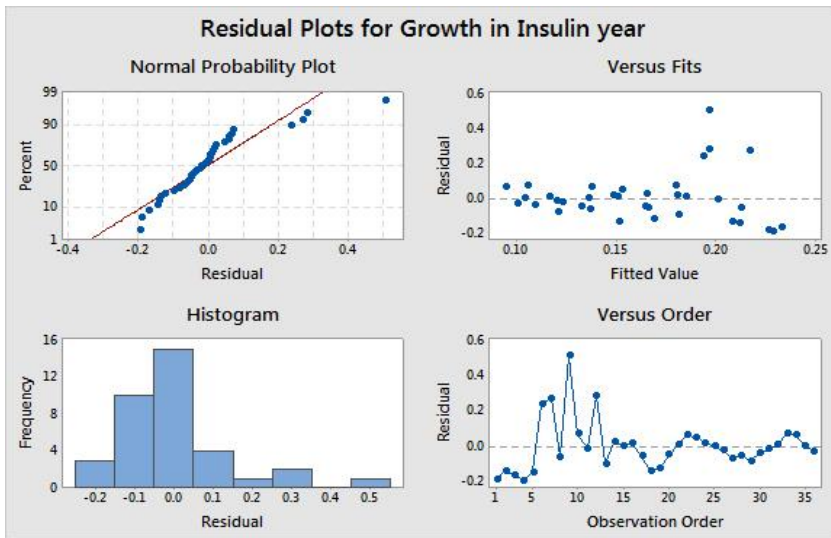 Residual Plots for Growth in Insulin year
Normal Probability Plot
99
90
50
10
1
Percent
-0.4 -0.2 0.0 0.2 0.4
Residual
Versus Fits
0.6
0.4
0.2
0.0
-0.2
Residual
0.10 0.15 0.20 0.25
Fitted Value
Histogram
16
12
8
4
0
Frequency
-0.2 -0.1 0.0 0.1 0.2 0.3 0.4 0.5
Residual
Versus Order
0.6
0.4
0.2
0.0
-0.2
Residual
1 5 10 15 20 25 30 35
Observation Order